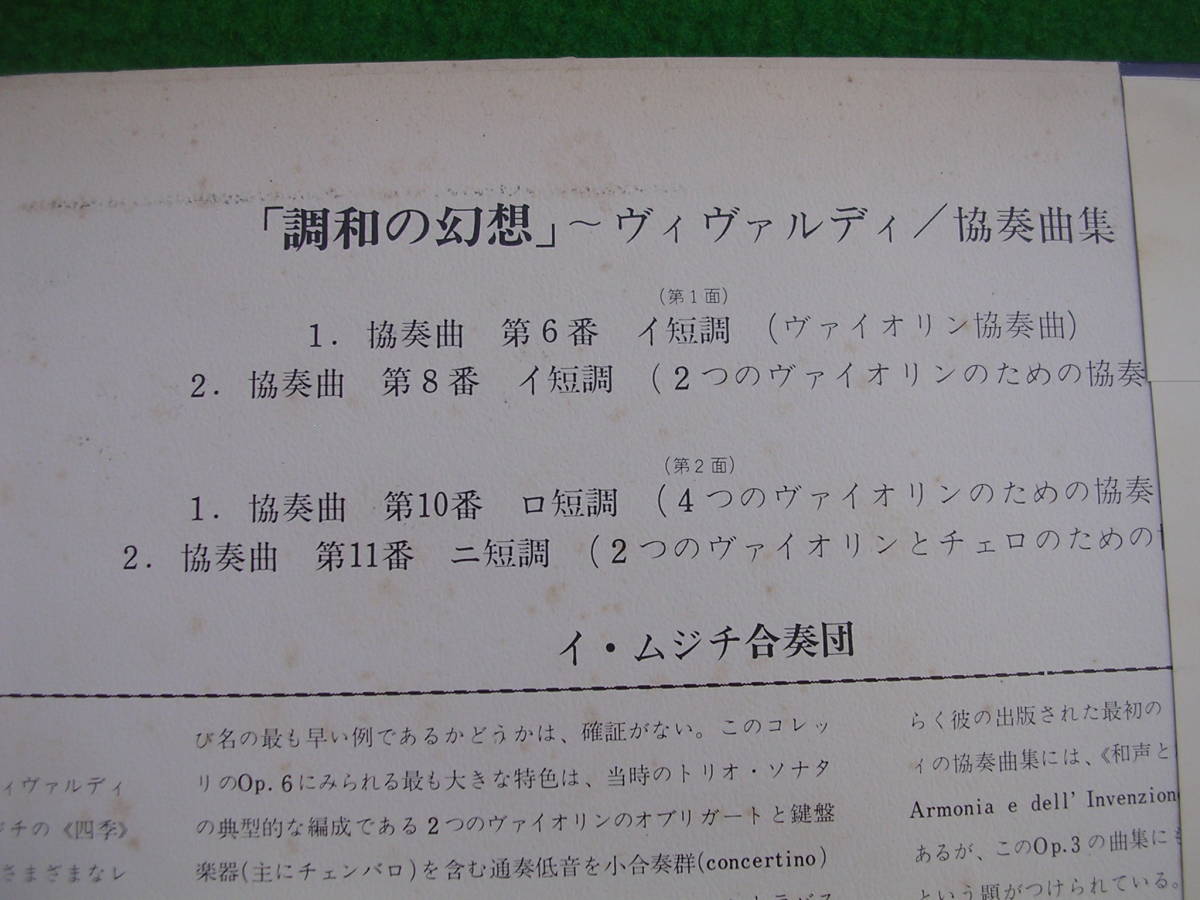 「調和の幻想」～ヴィヴァルディ／協奏曲集
(第1面)
1. 協奏曲 第6番 イ短調 (ヴァイオリン協奏曲)
2. 協奏曲 第8番 イ短調 (2つのヴァイオリンのための協奏
(第2面)
1. 協奏曲 第10番 ロ短調 (4つのヴァイオリンのための協奏
2. 協奏曲 第11番 ニ短調 (2つのヴァイオリンとチェロのための
イ・ムジチ合奏団
ィヴァルディ
チの《四季》
さまざまなレ
び名の最も早い例であるかどうかは、確証がない。このコレッ
リのOp.6にみられる最も大きな特色は、当時のトリオ・ソナタ
の典型的な編成である2つのヴァイオリンのオブリガートと鍵盤
楽器(主にチェンバロ)を含む通奏低音を小合奏群(concertino)
らく彼の出版された最初の
ィの協奏曲集には、《和声と
Armonia e dell' Invenzion
あるが、このOp.3の曲集に
という題がつけられている。